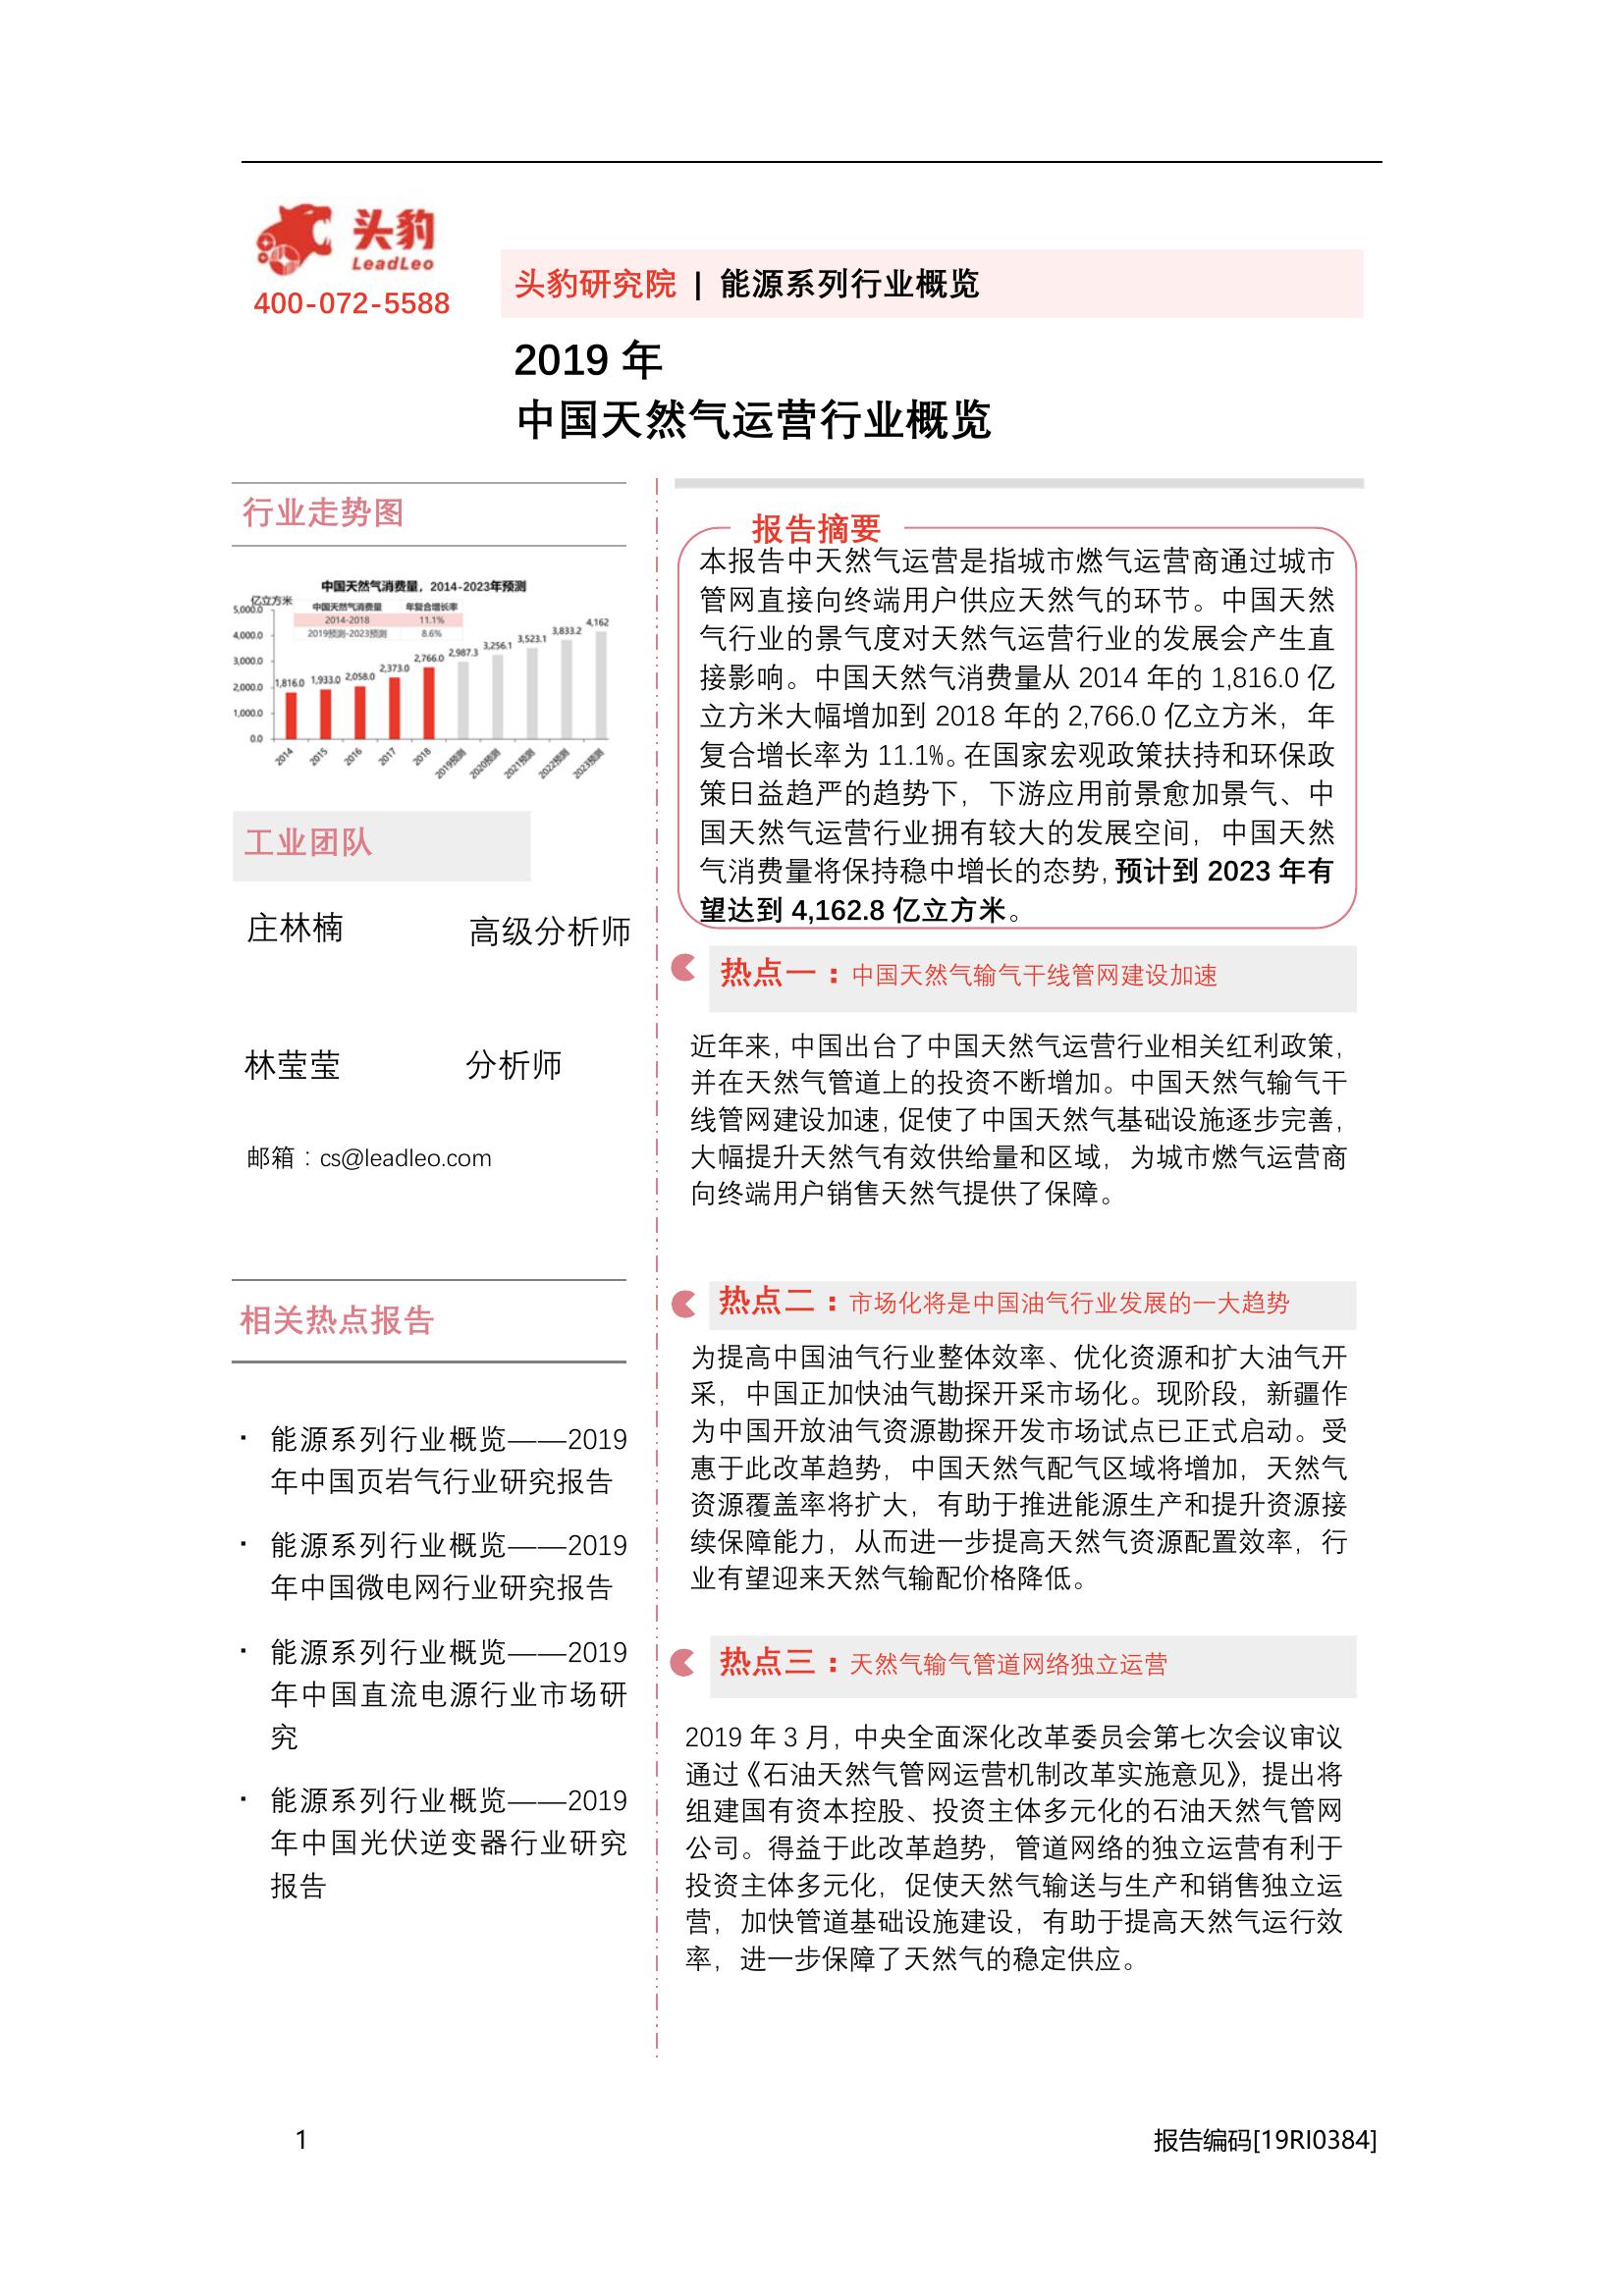 头豹
LeadLeo
400-072-5588
头豹研究院 | 能源系列行业概览
2019 年
中国天然气运营行业概览
行业走势图
中国天然气消费量，2014-2023年预测
亿立方米
中国天然气消费量 年复合增长率
2014-2018 11.1%
2019预测-2023预测 8.6%
5,000.0
4,000.0
3,000.0
2,000.0
1,000.0
0.0
1,816.0 1,933.0 2,058.0 2,373.0 2,766.0 2,987.3 3,256.1 3,523.1 3,833.2 4,162
2014 2015 2016 2017 2018 2019预测 2020预测 2021预测 2022预测 2023预测
工业团队
庄林楠 高级分析师
林莹莹 分析师
邮箱：cs@leadleo.com
相关热点报告
· 能源系列行业概览——2019
年中国页岩气行业研究报告
· 能源系列行业概览——2019
年中国微电网行业研究报告
· 能源系列行业概览——2019
年中国直流电源行业市场研
究
· 能源系列行业概览——2019
年中国光伏逆变器行业研究
报告
报告摘要
本报告中天然气运营是指城市燃气运营商通过城市
管网直接向终端用户供应天然气的环节。中国天然
气行业的景气度对天然气运营行业的发展会产生直
接影响。中国天然气消费量从 2014 年的 1,816.0 亿
立方米大幅增加到 2018 年的 2,766.0 亿立方米，年
复合增长率为 11.1%。在国家宏观政策扶持和环保政
策日益趋严的趋势下，下游应用前景愈加景气、中
国天然气运营行业拥有较大的发展空间，中国天然
气消费量将保持稳中增长的态势，预计到 2023 年有
望达到 4,162.8 亿立方米。
热点一：中国天然气输气干线管网建设加速
近年来，中国出台了中国天然气运营行业相关红利政策，
并在天然气管道上的投资不断增加。中国天然气输气干
线管网建设加速，促使了中国天然气基础设施逐步完善，
大幅提升天然气有效供给量和区域，为城市燃气运营商
向终端用户销售天然气提供了保障。
热点二：市场化将是中国油气行业发展的一大趋势
为提高中国油气行业整体效率、优化资源和扩大油气开
采，中国正加快油气勘探开采市场化。现阶段，新疆作
为中国开放油气资源勘探开发市场试点已正式启动。受
惠于此改革趋势，中国天然气配气区域将增加，天然气
资源覆盖率将扩大，有助于推进能源生产和提升资源接
续保障能力，从而进一步提高天然气资源配置效率，行
业有望迎来天然气输配价格降低。
热点三：天然气输气管道网络独立运营
2019 年 3 月，中央全面深化改革委员会第七次会议审议
通过《石油天然气管网运营机制改革实施意见》，提出将
组建国有资本控股、投资主体多元化的石油天然气管网
公司。得益于此改革趋势，管道网络的独立运营有利于
投资主体多元化，促使天然气输送与生产和销售独立运
营，加快管道基础设施建设，有助于提高天然气运行效
率，进一步保障了天然气的稳定供应。
1 报告编码[19RI0384]